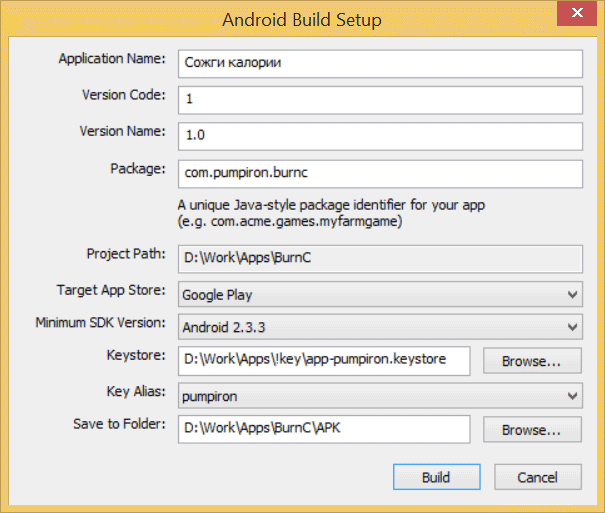 Android Build Setup
Application Name: Сожги калории
Version Code: 1
Version Name: 1.0
Package: com.pumpiron.burnc
A unique Java-style package identifier for your app
(e.g. com.acme.games.myfarmgame)
Project Path: D:\Work\Apps\BurnC
Target App Store: Google Play
Minimum SDK Version: Android 2.3.3
Keystore: D:\Work\Apps\!key\app-pumpiron.keystore Browse...
Key Alias: pumpiron
Save to Folder: D:\Work\Apps\BurnC\APK Browse...
Build Cancel